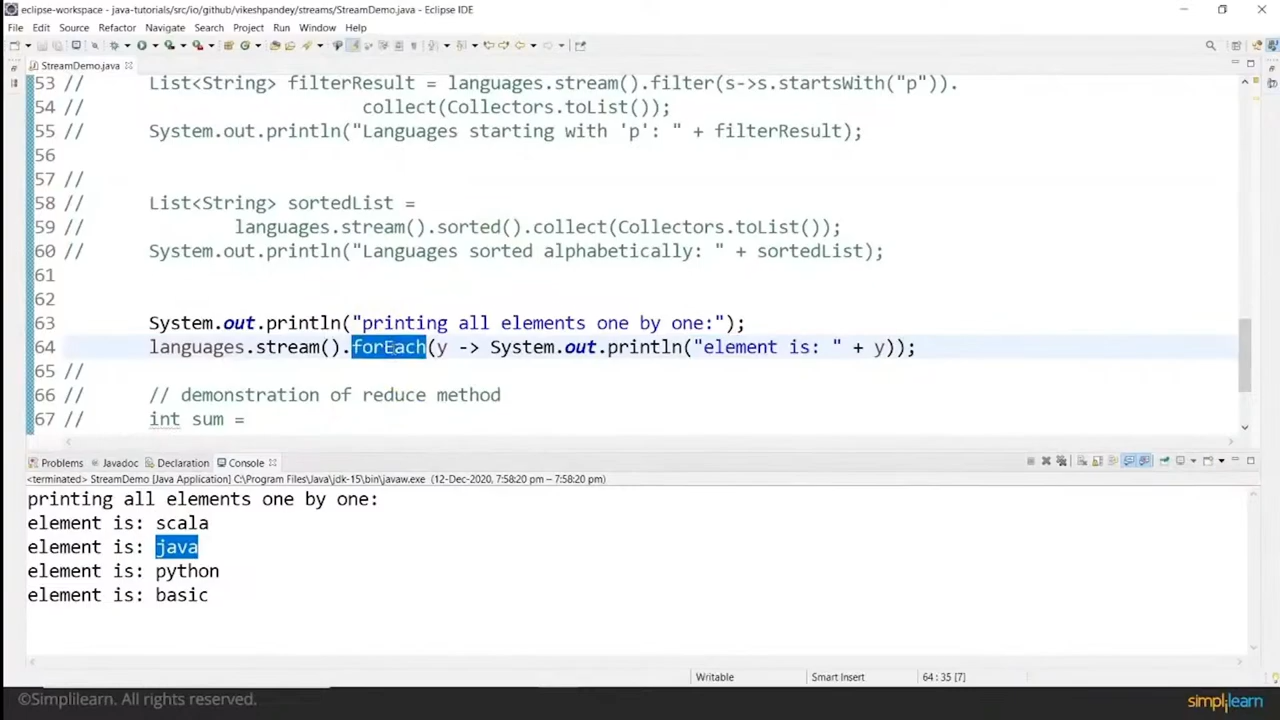 eclipse-workspace - java-tutorials/src/io/github/vikeshpandey/streams/StreamDemo.java - Eclipse IDE
File Edit Source Refactor Navigate Search Project Run Window Help
StreamDemo.java
53 // List<String> filterResult = languages.stream().filter(s->s.startsWith("p")).
54 // collect(Collectors.toList());
55 // System.out.println("Languages starting with 'p': " + filterResult);
56
57 //
58 // List<String> sortedList =
59 // languages.stream().sorted().collect(Collectors.toList());
60 // System.out.println("Languages sorted alphabetically: " + sortedList);
61
62
63 System.out.println("printing all elements one by one:");
64 languages.stream().forEach(y -> System.out.println("element is: " + y));
65 //
66 // // demonstration of reduce method
67 // int sum =
Problems Javadoc Declaration Console
<terminated> StreamDemo [Java Application] C:\Program Files\Java\jdk-15\bin\javaw.exe (12-Dec-2020, 7:58:20 pm – 7:58:20 pm)
printing all elements one by one:
element is: scala
element is: java
element is: python
element is: basic
Writable Smart Insert 64 : 35 [7]
©Simplilearn. All rights reserved. simplilearn